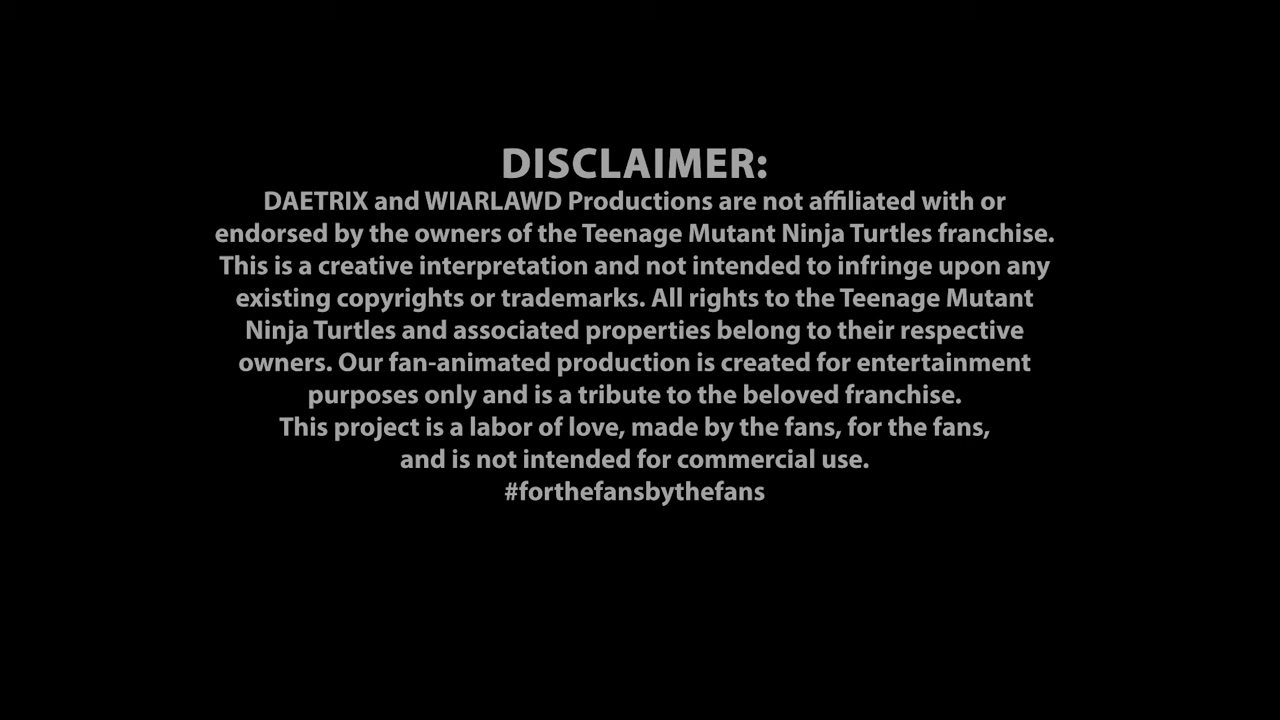 DISCLAIMER:
DAETRIX and WIARLAWD Productions are not affiliated with or
endorsed by the owners of the Teenage Mutant Ninja Turtles franchise.
This is a creative interpretation and not intended to infringe upon any
existing copyrights or trademarks. All rights to the Teenage Mutant
Ninja Turtles and associated properties belong to their respective
owners. Our fan-animated production is created for entertainment
purposes only and is a tribute to the beloved franchise.
This project is a labor of love, made by the fans, for the fans,
and is not intended for commercial use.
#forthefansbythefans